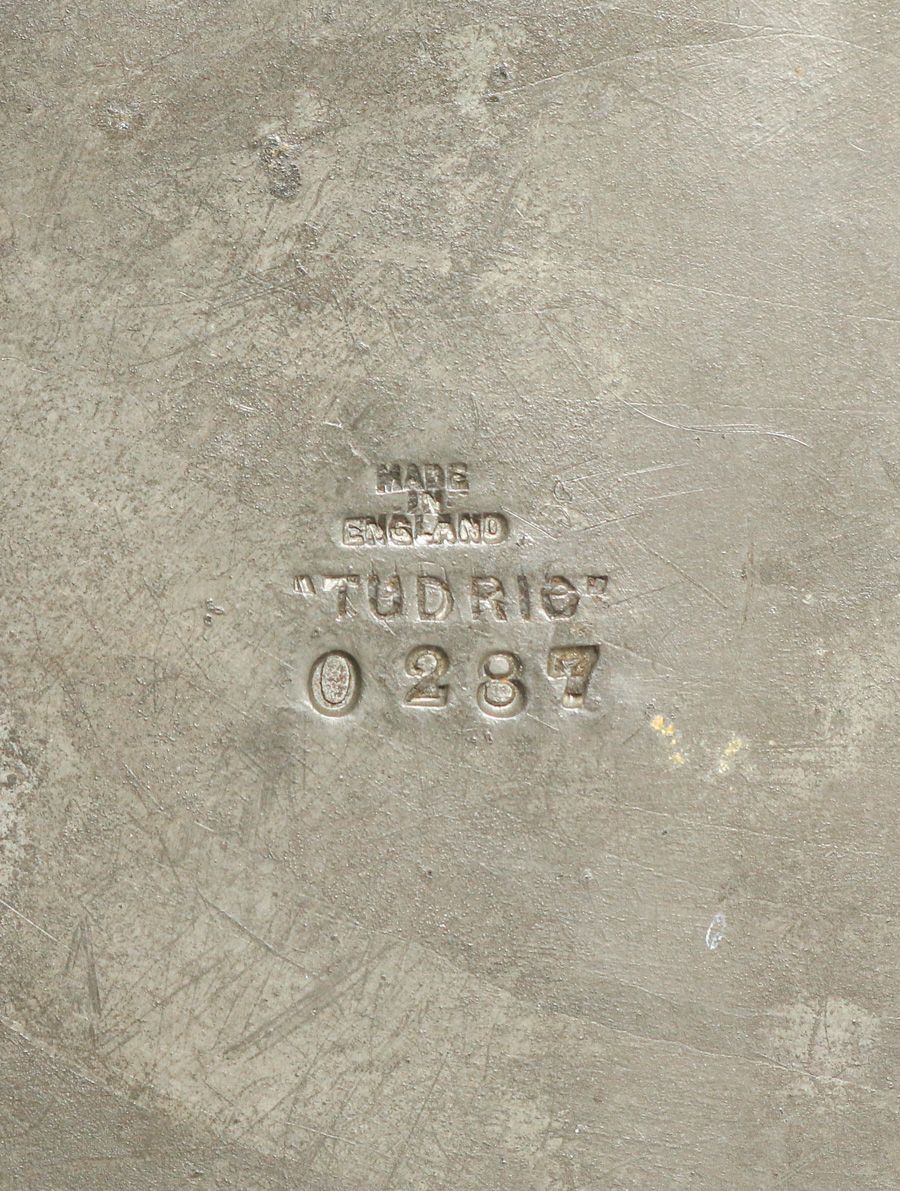 MADE
IN
ENGLAND
"TUDRIC"
0287